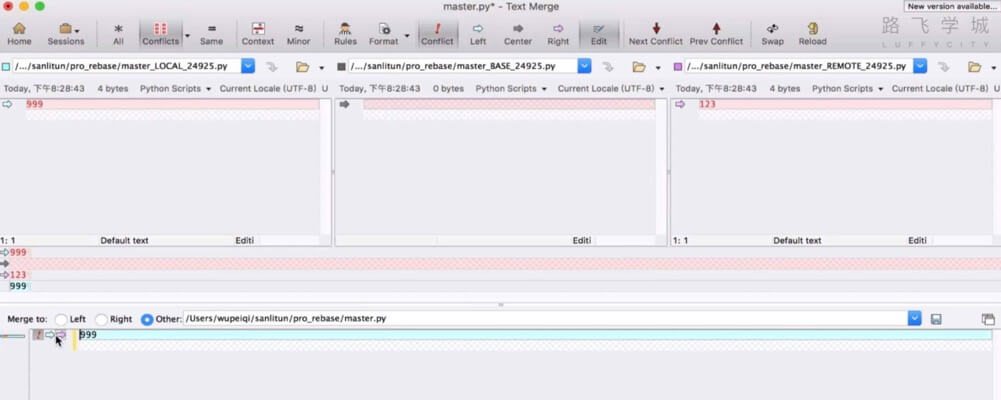 master.py* - Text Merge
New version available...
Home Sessions All Conflicts Same Context Minor Rules Format Conflict Left Center Right Edit Next Conflict Prev Conflict Swap Reload
路飞学城
LUFFYCITY
/.../sanlitun/pro_rebase/master_LOCAL_24925.py
/.../sanlitun/pro_rebase/master_BASE_24925.py
/.../sanlitun/pro_rebase/master_REMOTE_24925.py
Today, 下午8:28:43 4 bytes Python Scripts Current Locale (UTF-8) U
Today, 下午8:28:43 0 bytes Python Scripts Current Locale (UTF-8)
Today, 下午8:28:43 4 bytes Python Scripts Current Locale (UTF-8) U
999
123
1: 1 Default text Editi
Editi
1: 1 Default text Editi
999
123
999
Merge to: Left Right Other: /Users/wupeiqi/sanlitun/pro_rebase/master.py
999